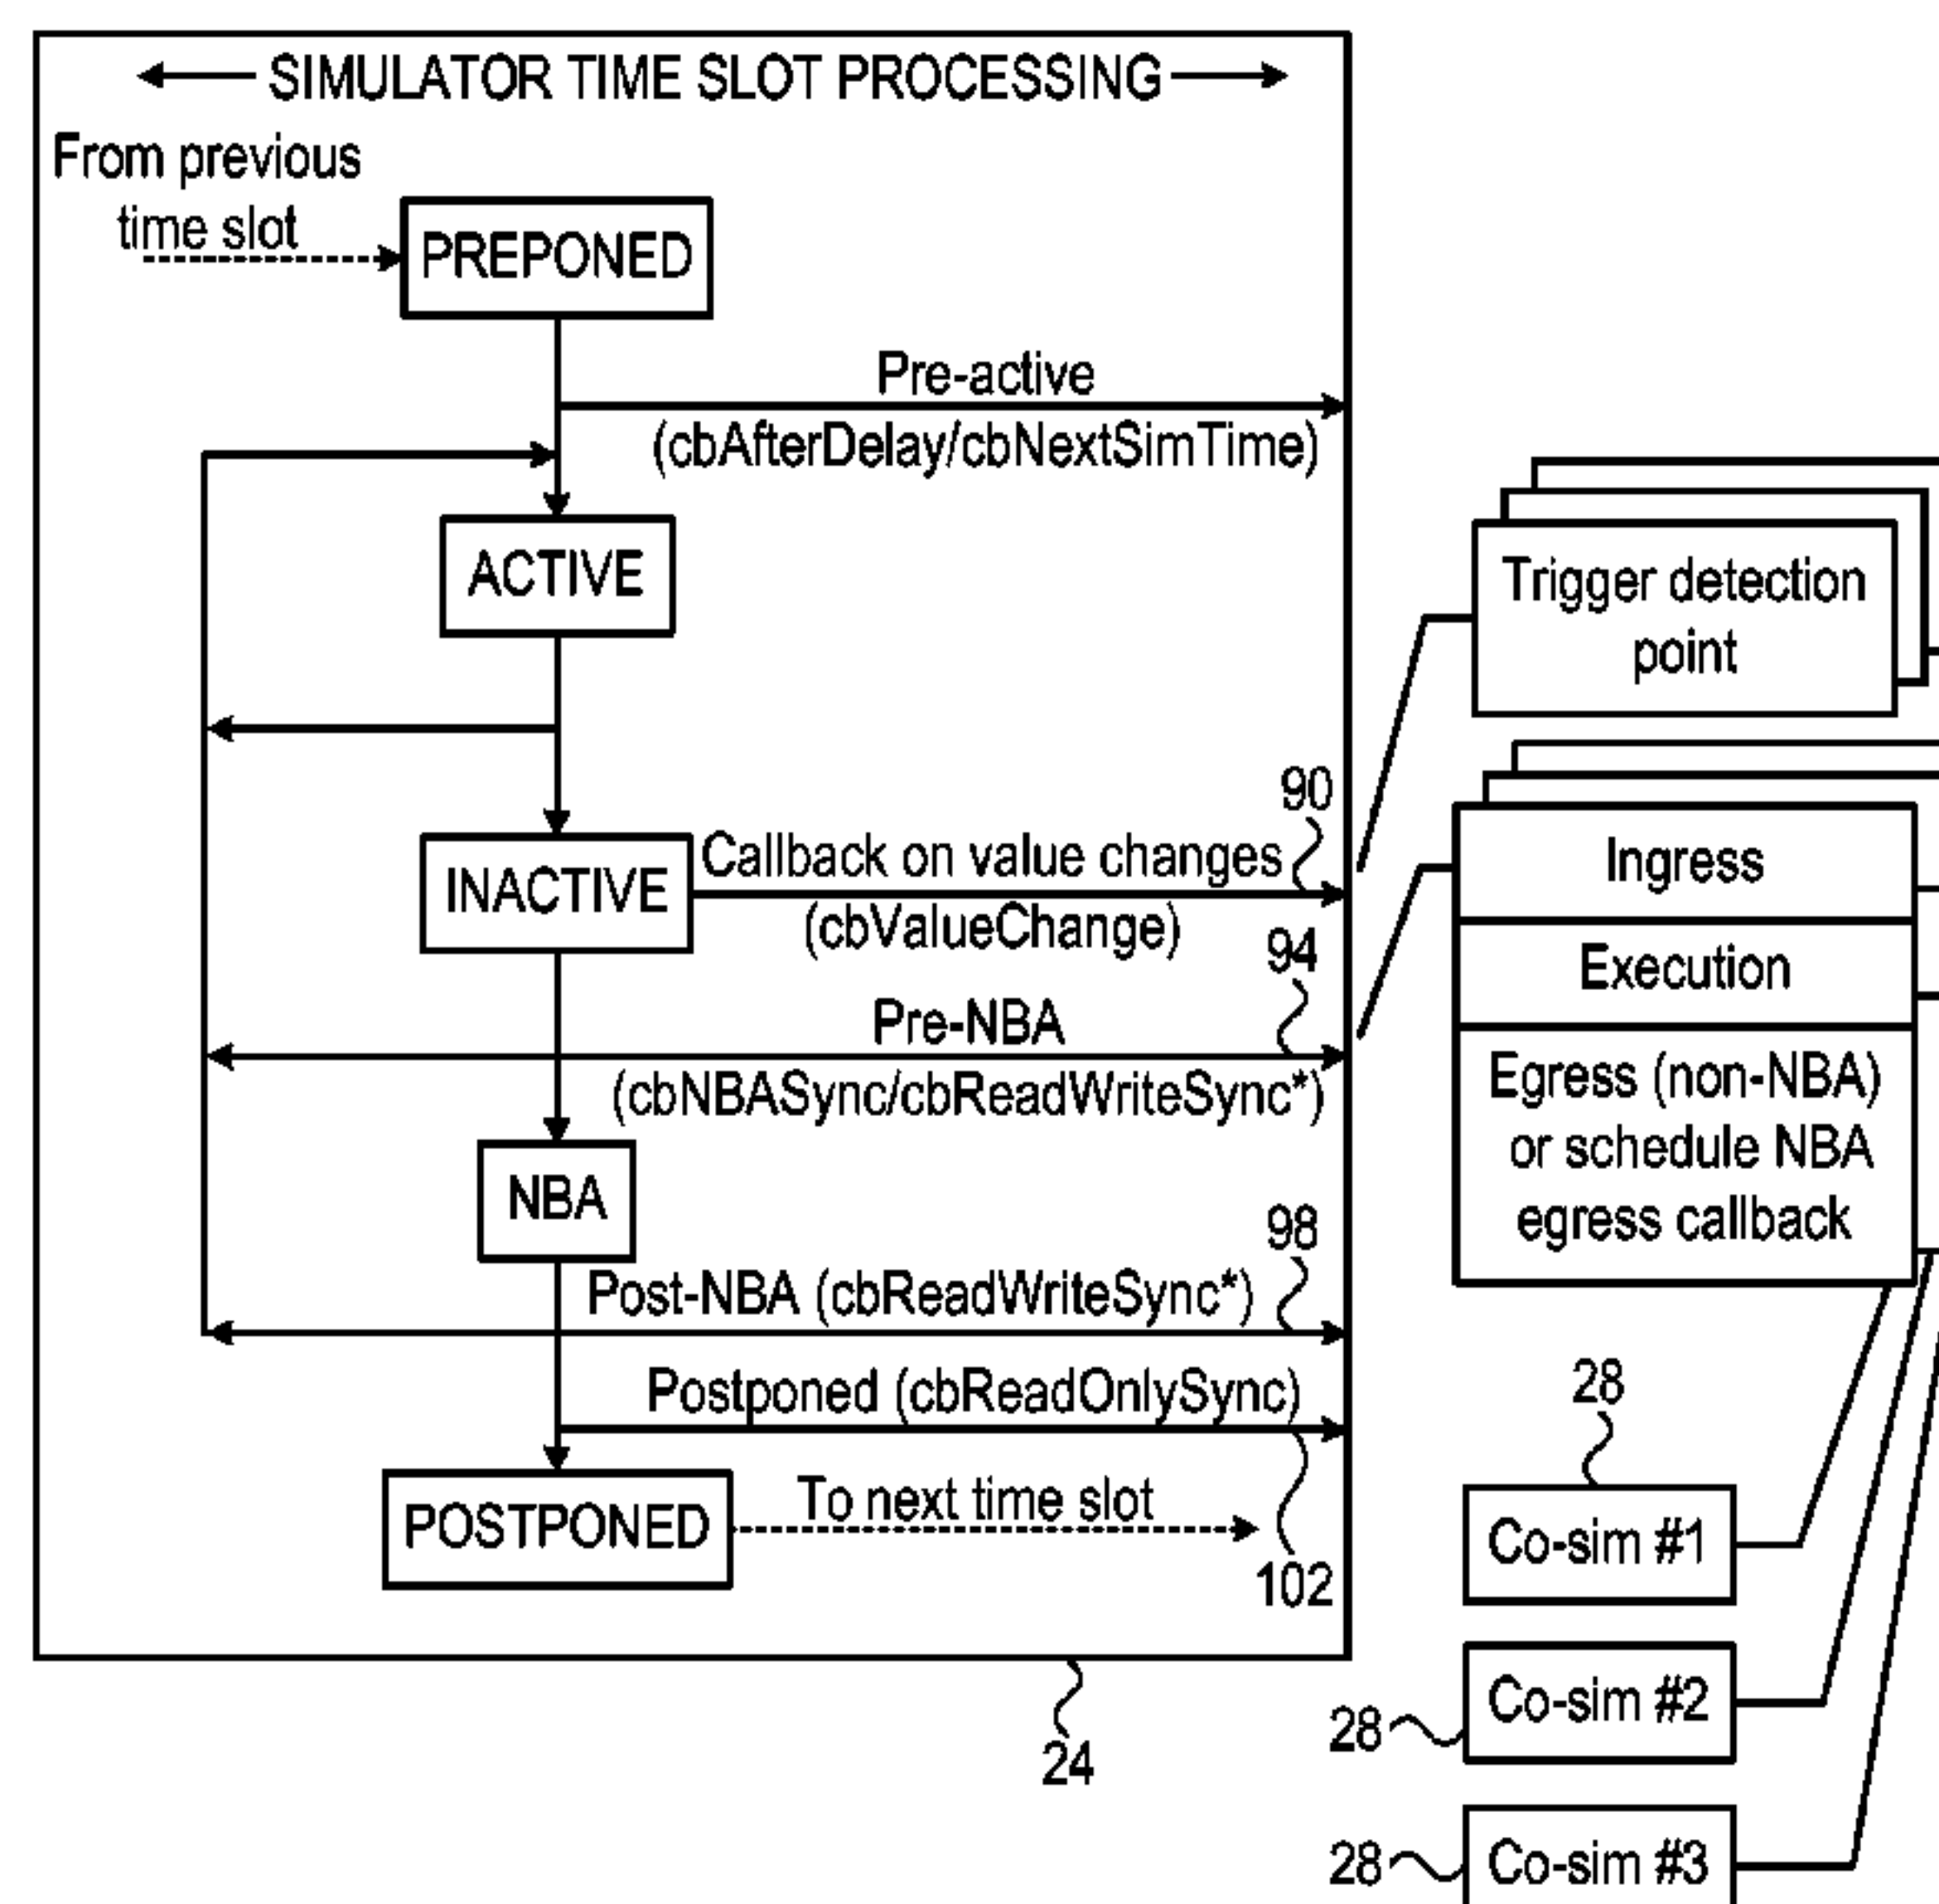 SIMULATOR TIME SLOT PROCESSING
From previous
time slot
PREPONED
Pre-active
(cbAfterDelay/cbNextSimTime)
ACTIVE
Trigger detection
point
90
INACTIVE
Callback on value changes
(cbValueChange)
94
Pre-NBA
(cbNBASync/cbReadWriteSync*)
Ingress
Execution
Egress (non-NBA)
or schedule NBA
egress callback
NBA
98
Post-NBA (cbReadWriteSync*)
Postponed (cbReadOnlySync)
POSTPONED
To next time slot
102
24
28
Co-sim #1
28
Co-sim #2
28
Co-sim #3